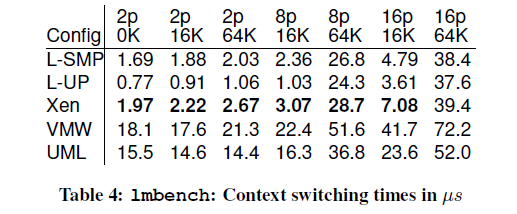 2p 2p 2p 8p 8p 16p 16p
Config 0K 16K 64K 16K 64K 16K 64K
L-SMP 1.69 1.88 2.03 2.36 26.8 4.79 38.4
L-UP 0.77 0.91 1.06 1.03 24.3 3.61 37.6
Xen 1.97 2.22 2.67 3.07 28.7 7.08 39.4
VMW 18.1 17.6 21.3 22.4 51.6 41.7 72.2
UML 15.5 14.6 14.4 16.3 36.8 23.6 52.0
Table 4: lmbench: Context switching times in μs